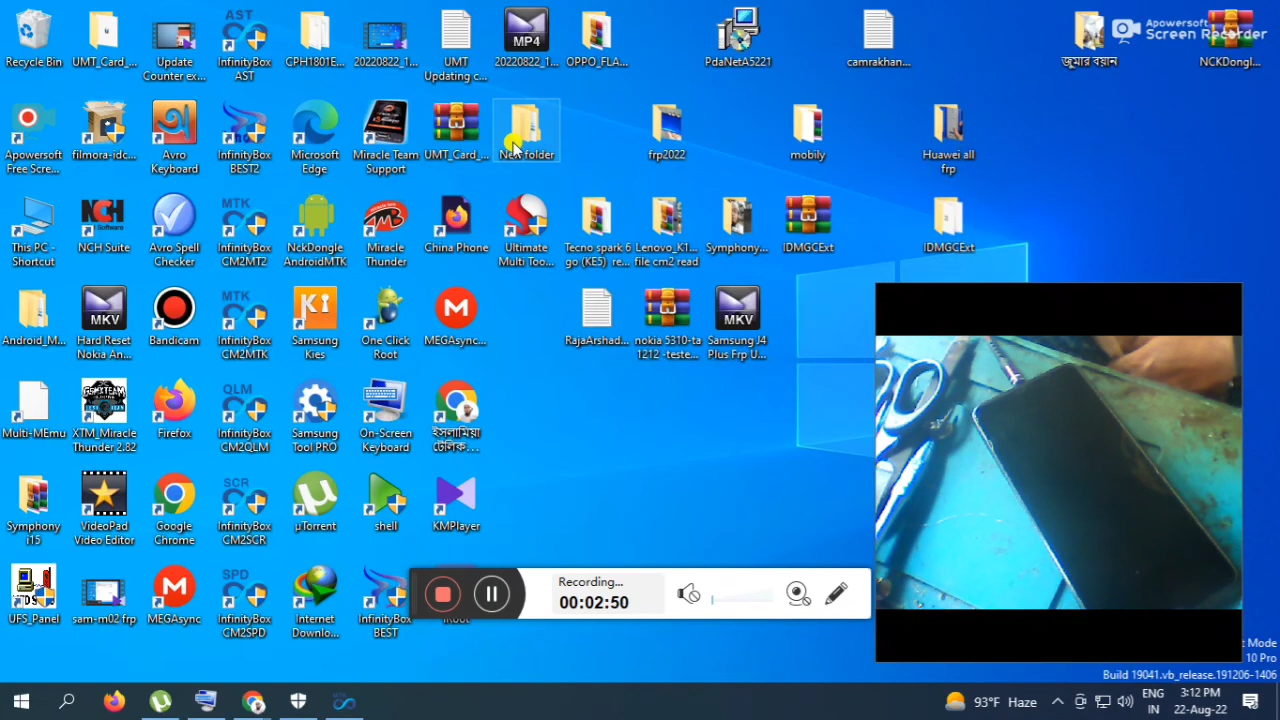 Recycle Bin
UMT_Card_...
Update
Counter ex...
AST
InfinityBox
AST
CPH1801E...
20220822_1...
UMT
Updating c...
MP4
20220822_1...
OPPO_FLA...
PdaNetA5221
camrakhan...
জুমার বয়ান
Apowersoft
Screen Recorder
NCKDongl...
Apowersoft
Free Scre...
filmora-idc...
Avro
Keyboard
InfinityBox
BEST2
Microsoft
Edge
Miracle Team
Support
UMT_Card_...
New folder
frp2022
mobily
Huawei all
frp
This PC -
Shortcut
NCH
Software
NCH Suite
Avro Spell
Checker
MTK
InfinityBox
CM2MT2
NckDongle
AndroidMTK
Miracle
Thunder
China Phone
Ultimate
Multi Too...
Tecno spark 6
go (KE5) re...
Lenovo_K1...
file cm2 read
Symphony...
IDMGCExt
IDMGCExt
Android_M...
MKV
Hard Reset
Nokia An...
Bandicam
MTK
InfinityBox
CM2MTK
Ki
Samsung
Kies
One Click
Root
MEGAsync...
RajaArshad...
nokia 5310-ta
1212 -teste...
MKV
Samsung J4
Plus Frp U...
Multi-MEmu
XTM_Miracle
Thunder 2.82
Firefox
QLM
InfinityBox
CM2QLM
Samsung
Tool PRO
On-Screen
Keyboard
ইসলামিয়া
টেলিক...
Symphony
i15
VideoPad
Video Editor
Google
Chrome
SCR
InfinityBox
CM2SCR
µTorrent
shell
KMPlayer
UFS_Panel
sam-m02 frp
MEGAsync
SPD
InfinityBox
CM2SPD
Internet
Downlo...
InfinityBox
BEST
iRoot
Recording...
00:02:50
t Mode
10 Pro
Build 19041.vb_release.191206-1406
93°F Haze
ENG
IN
3:12 PM
22-Aug-22